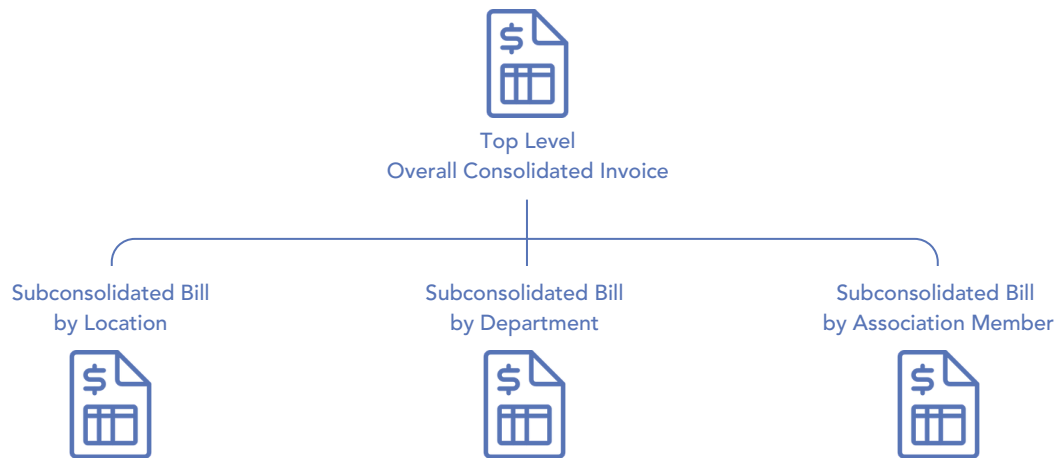 $
Top Level
Overall Consolidated Invoice
Subconsolidated Bill
by Location
Subconsolidated Bill
by Department
Subconsolidated Bill
by Association Member
$
$
$